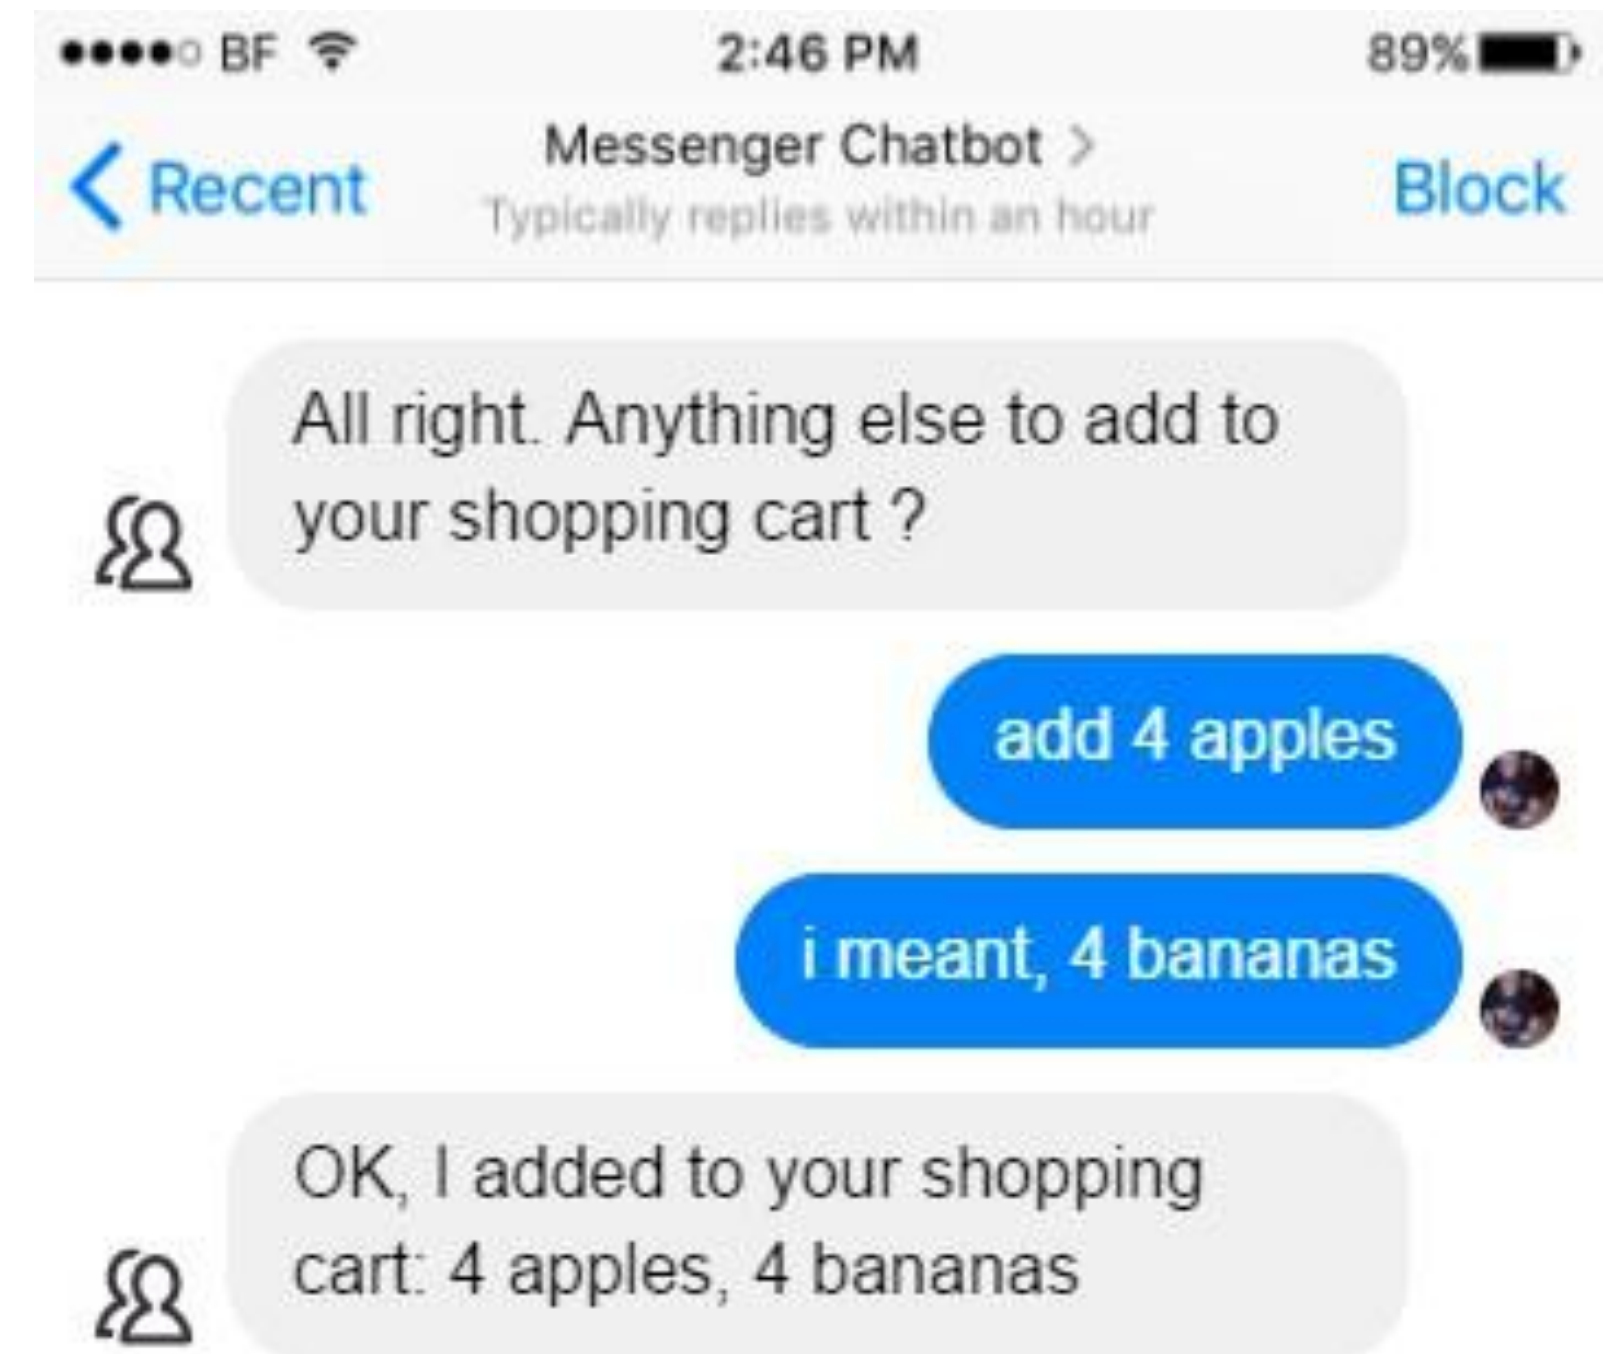 BF 2:46 PM 89%
Recent Messenger Chatbot > Block
Typically replies within an hour
All right. Anything else to add to
your shopping cart ?
add 4 apples
i meant, 4 bananas
OK, I added to your shopping
cart: 4 apples, 4 bananas